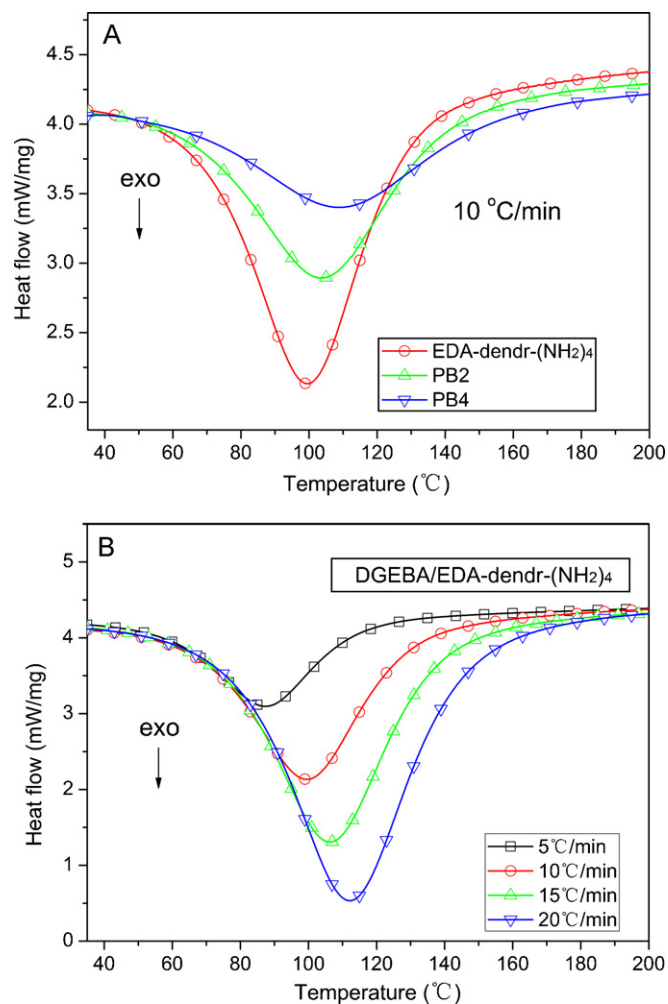 A
4.5
4.0
3.5
3.0
2.5
2.0
Heat flow (mW/mg)
exo
10 °C/min
EDA-dendr-(NH₂)₄
PB2
PB4
40 60 80 100 120 140 160 180 200
Temperature (℃)
B
5
4
3
2
1
0
Heat flow (mW/mg)
DGEBA/EDA-dendr-(NH₂)₄
exo
5℃/min
10℃/min
15℃/min
20℃/min
40 60 80 100 120 140 160 180 200
Temperature (℃)